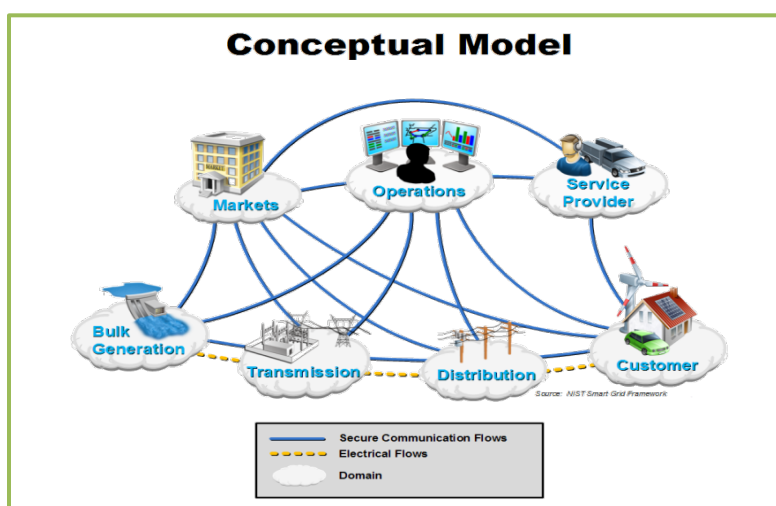 Conceptual Model
MARKET
Markets
Operations
Service
Provider
Bulk
Generation
Transmission
Distribution
Customer
Source: NIST Smart Grid Framework
Secure Communication Flows
Electrical Flows
Domain